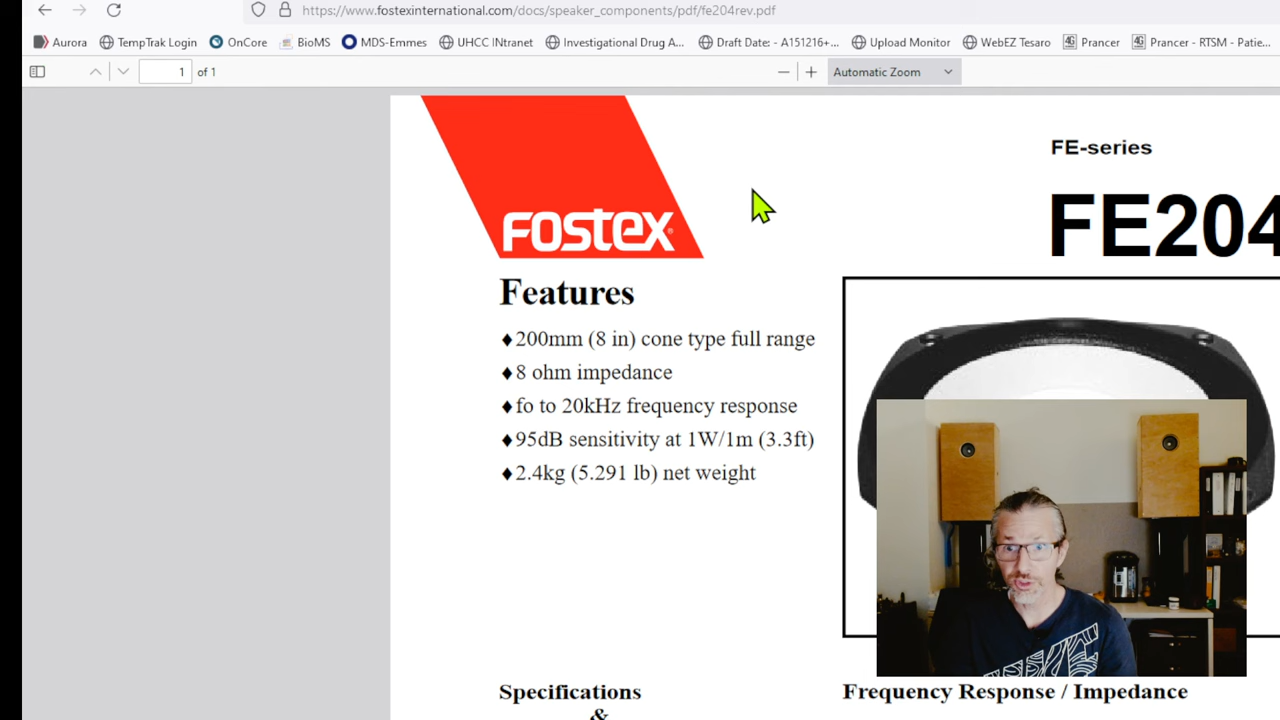 https://www.fostexinternational.com/docs/speaker_components/pdf/fe204rev.pdf
Aurora TempTrak Login OnCore BioMS MDS-Emmes UHCC INtranet Investigational Drug A... Draft Date: - A151216+... Upload Monitor WebEZ Tesaro Prancer Prancer - RTSM - Patie...
1 of 1 Automatic Zoom
FE-series
FOSTEX®
FE204
Features
♦200mm (8 in) cone type full range
♦8 ohm impedance
♦fo to 20kHz frequency response
♦95dB sensitivity at 1W/1m (3.3ft)
♦2.4kg (5.291 lb) net weight
Specifications
&
Frequency Response / Impedance